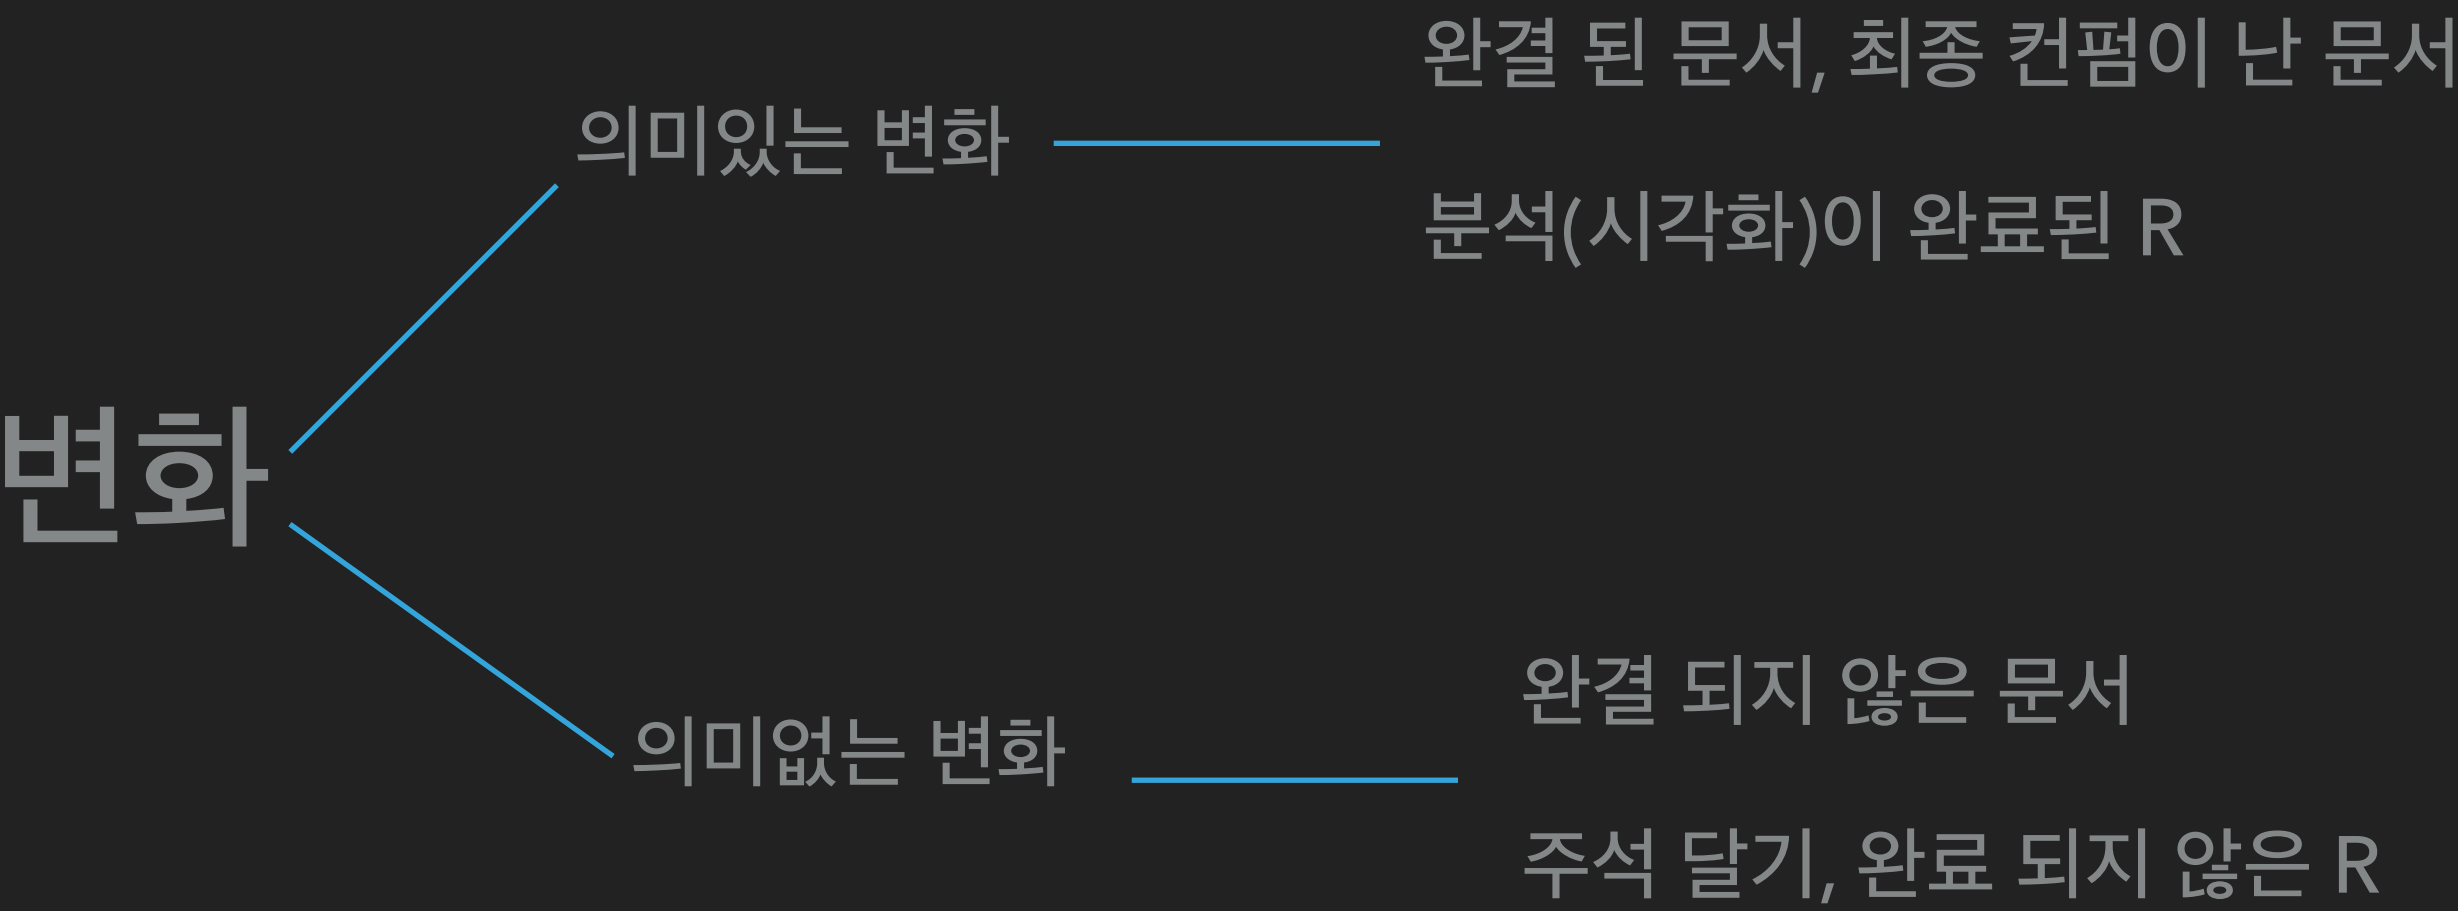 완결 된 문서, 최종 컨펌이 난 문서
의미있는 변화
분석(시각화)이 완료된 R
변화
완결 되지 않은 문서
의미없는 변화
주석 달기, 완료 되지 않은 R